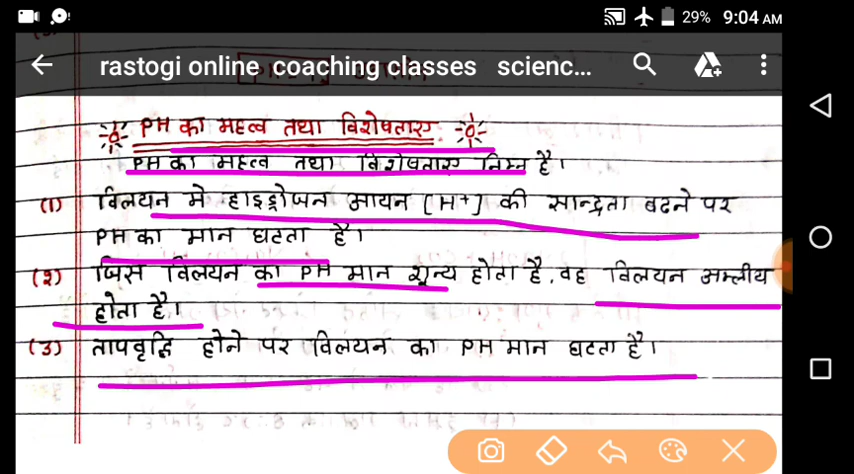 29% 9:04 AM
rastogi online coaching classes scienc...
PH का महत्व तथा विशेषताए
PH का महत्व तथा विशेषताए निम्न है।
(1) विलयन मे हाइड्रोजन आयन [H+] की सान्द्रता बढने पर
PH का मान घटता है।
(2) जिस विलयन का PH मान शून्य होता है, वह विलयन अम्लीय
होता है।
(3) तापवृद्धि होने पर विलयन का PH मान घटता है।